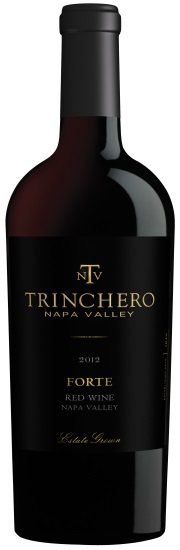 NTV
TRINCHERO
NAPA VALLEY
2012
FORTE
RED WINE
NAPA VALLEY
Estate Grown